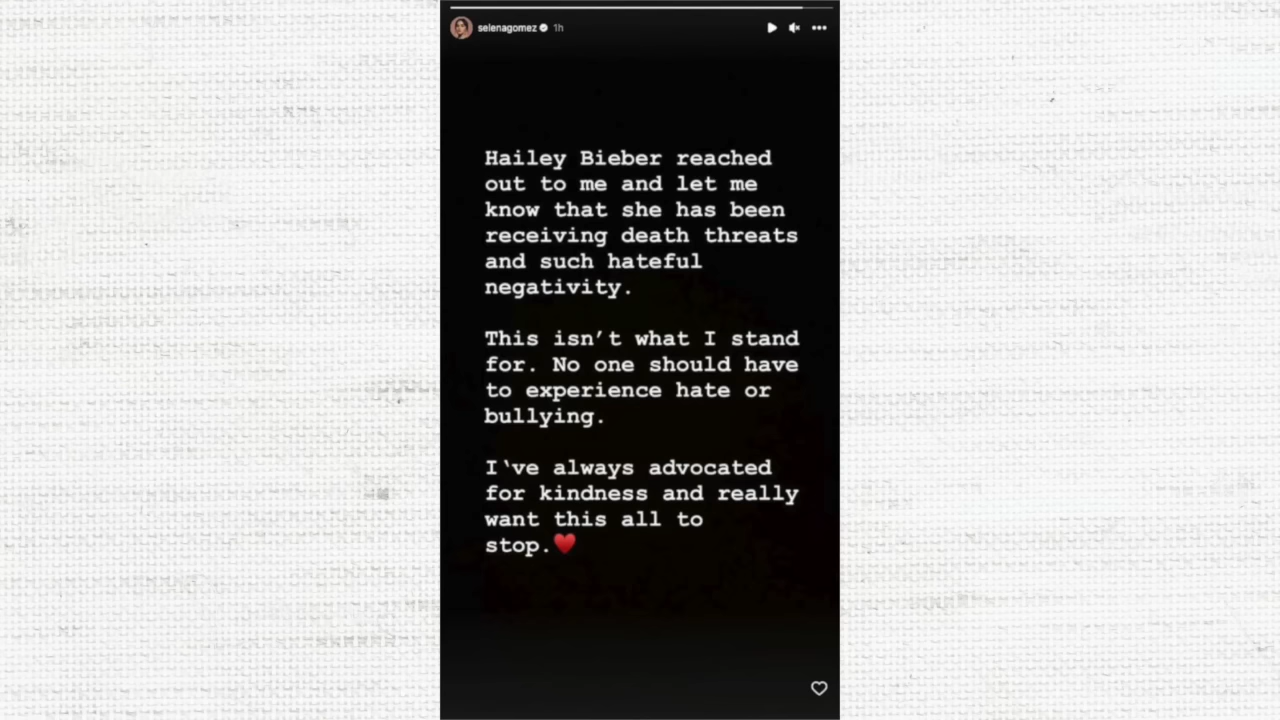 selenagomez 1h
Hailey Bieber reached
out to me and let me
know that she has been
receiving death threats
and such hateful
negativity.
This isn’t what I stand
for. No one should have
to experience hate or
bullying.
I‘ve always advocated
for kindness and really
want this all to
stop.❤️